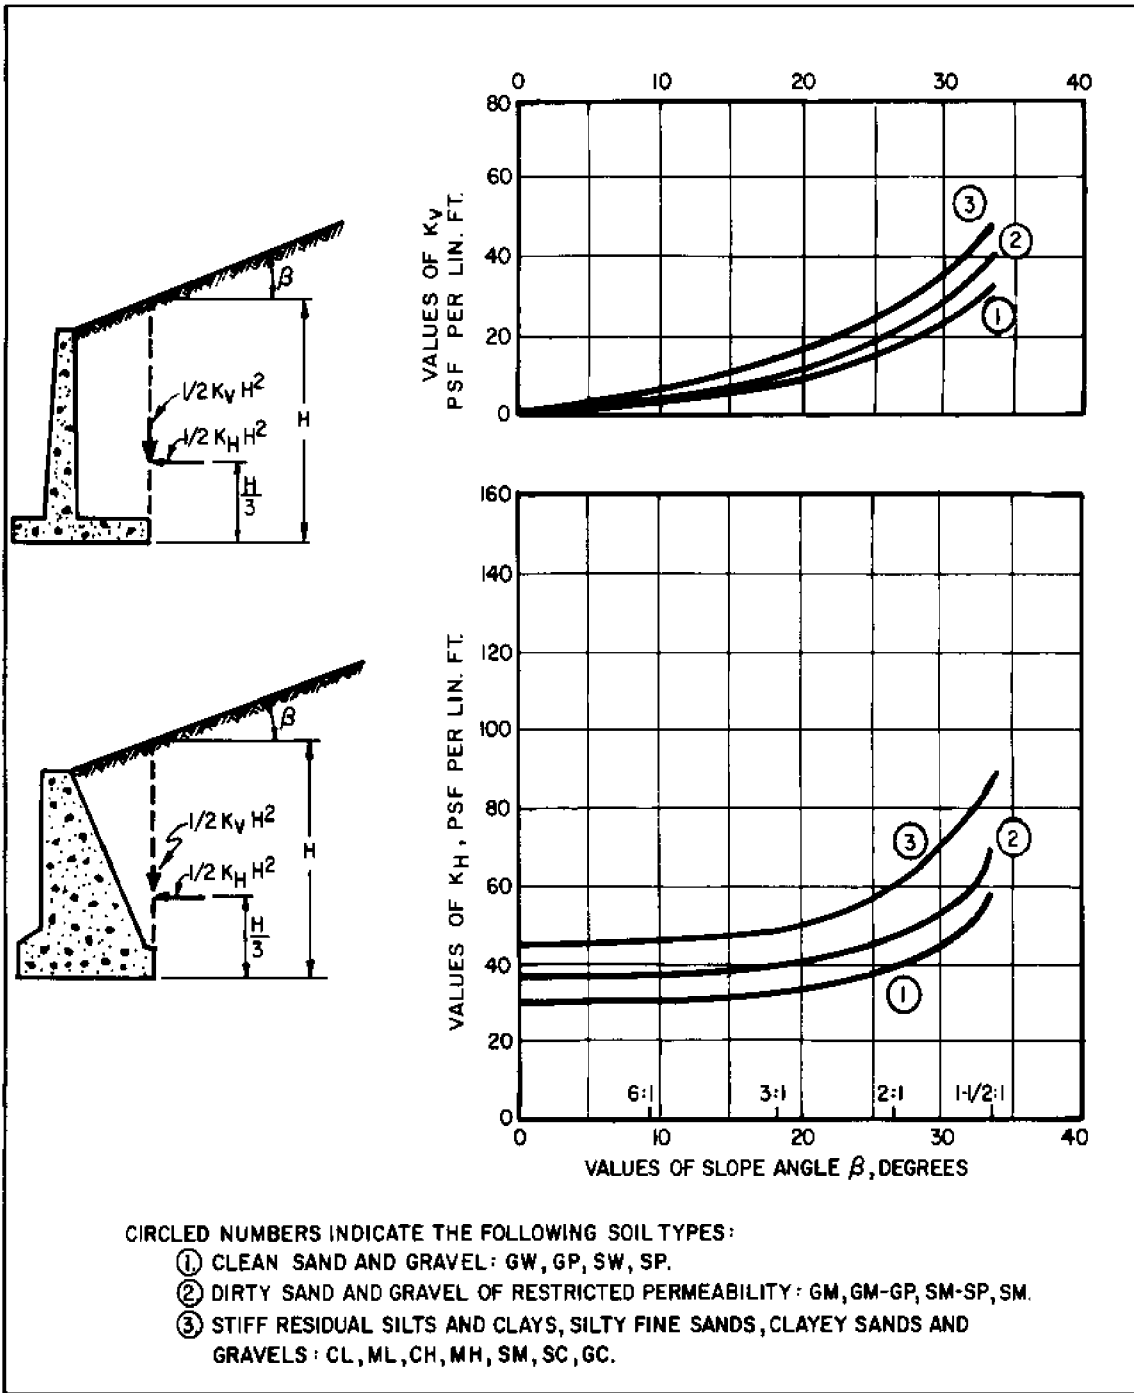 0 10 20 30 40
80
60
40
20
0
VALUES OF KV
PSF PER LIN. FT.
3
2
1
β
1/2 KV H²
1/2 KH H²
H
H
3
160
140
120
100
80
60
40
20
0
VALUES OF KH, PSF PER LIN. FT.
3
2
1
6:1 3:1 2:1 1-1/2:1
0 10 20 30 40
VALUES OF SLOPE ANGLE β, DEGREES
β
1/2 KV H²
1/2 KH H²
H
H
3
CIRCLED NUMBERS INDICATE THE FOLLOWING SOIL TYPES:
1. CLEAN SAND AND GRAVEL: GW, GP, SW, SP.
2. DIRTY SAND AND GRAVEL OF RESTRICTED PERMEABILITY: GM, GM-GP, SM-SP, SM.
3. STIFF RESIDUAL SILTS AND CLAYS, SILTY FINE SANDS, CLAYEY SANDS AND
GRAVELS: CL, ML, CH, MH, SM, SC, GC.